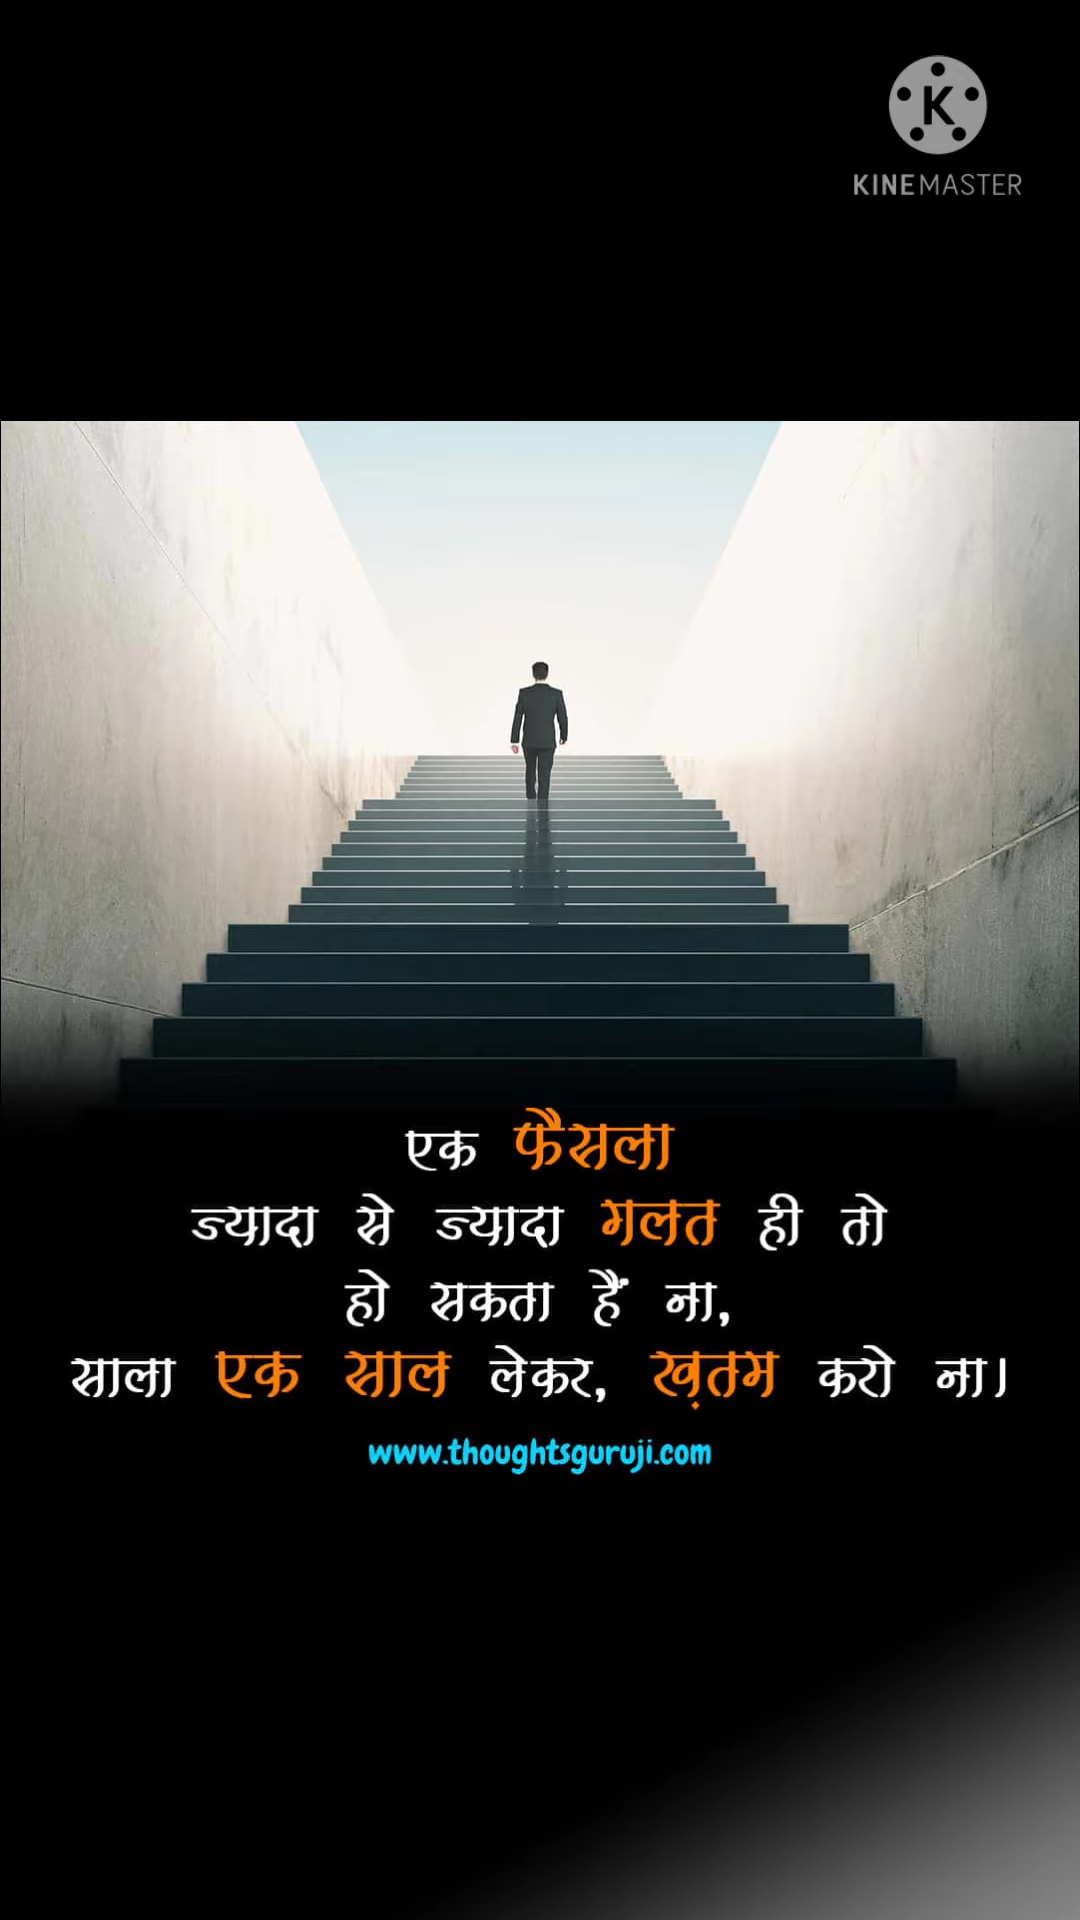 KINEMASTER
एक फैसला
ज्यादा से ज्यादा गलत ही तो
हो सकता हैं ना,
साला एक साल लेकर, ख़तम करो ना।
www.thoughtsguruji.com